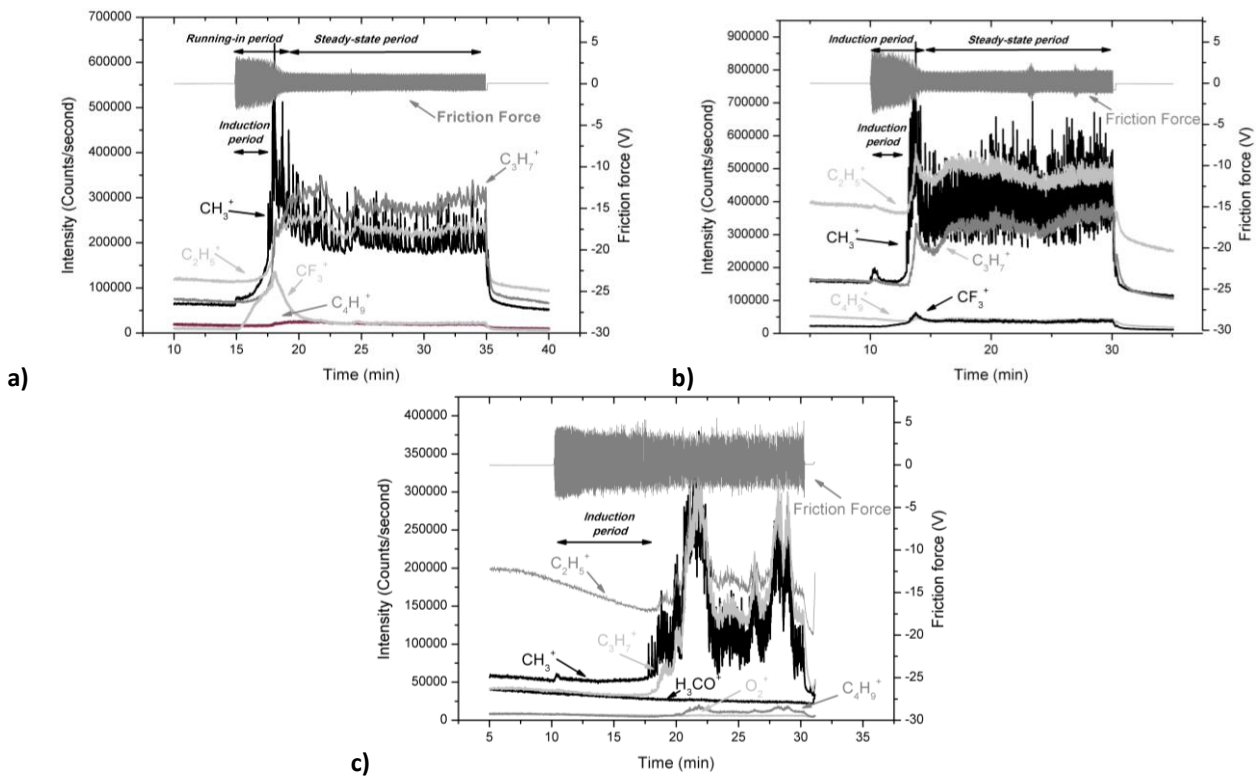 700000
600000
500000
400000
300000
200000
100000
0
Intensity (Counts/second)
10 15 20 25 30 35 40
Time (min)
5
0
-5
-10
-15
-20
-25
-30
Friction force (V)
Running-in period
Steady-state period
Friction Force
Induction
period
C₃H₇⁺
CH₃⁺
C₂H₅⁺
CF₃⁺
C₄H₉⁺
a)
900000
800000
700000
600000
500000
400000
300000
200000
100000
0
Intensity (Counts/second)
10 20 30
Time (min)
5
0
-5
-10
-15
-20
-25
-30
Friction force (V)
Induction period
Steady-state period
Friction Force
Induction
period
C₂H₅⁺
CH₃⁺
C₃H₇⁺
C₄H₉⁺
CF₃⁺
b)
400000
350000
300000
250000
200000
150000
100000
50000
0
Intensity (Counts/second)
5 10 15 20 25 30 35
Time (min)
5
0
-5
-10
-15
-20
-25
-30
Friction force (V)
Friction Force
Induction
period
C₂H₅⁺
C₃H₇⁺
CH₃⁺
H₃CO⁺
O₂⁺
C₄H₉⁺
c)